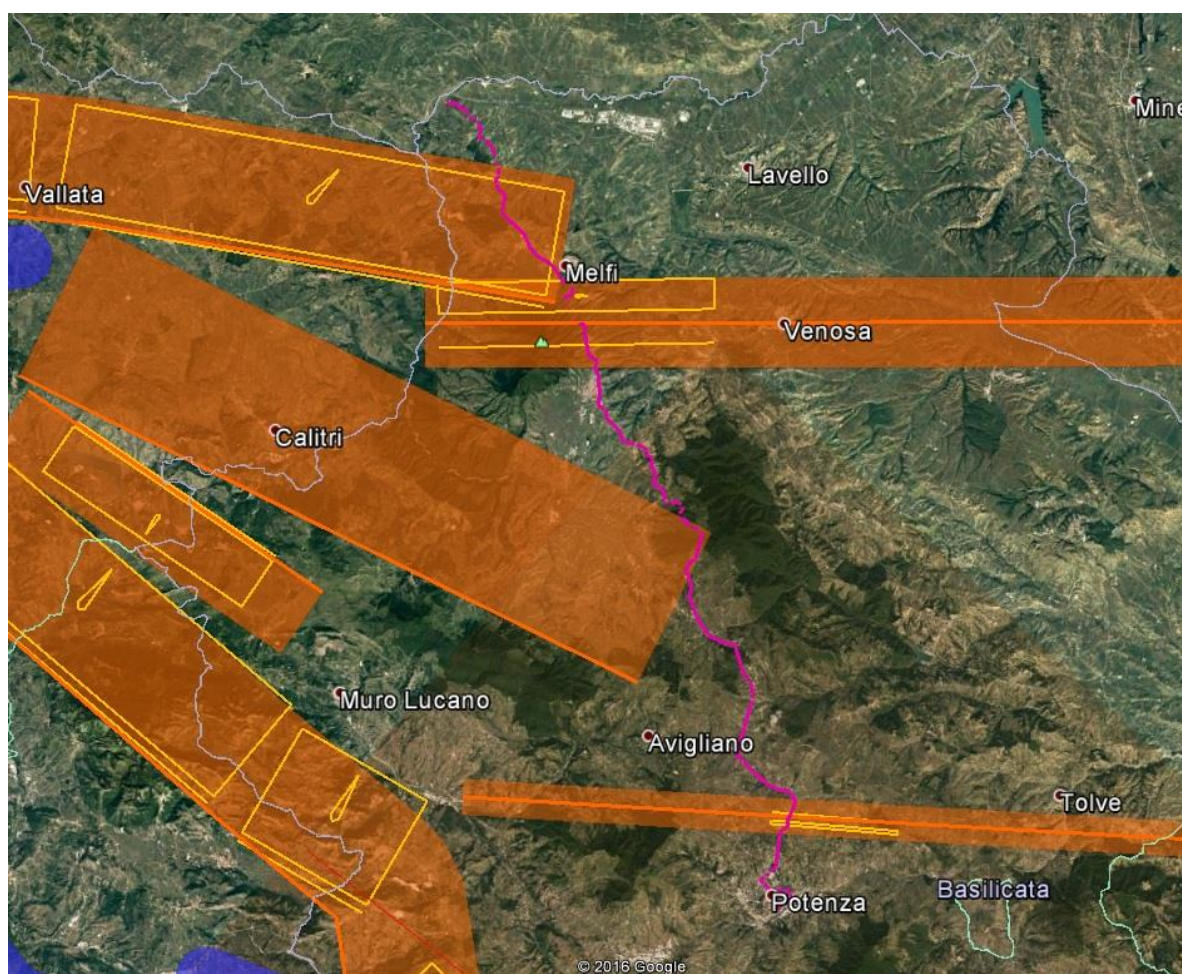 Mine
Lavello
Vallata
Melfi
Venosa
Calitri
Muro Lucano
Avigliano
Tolve
Basilicata
Potenza
© 2016 Google